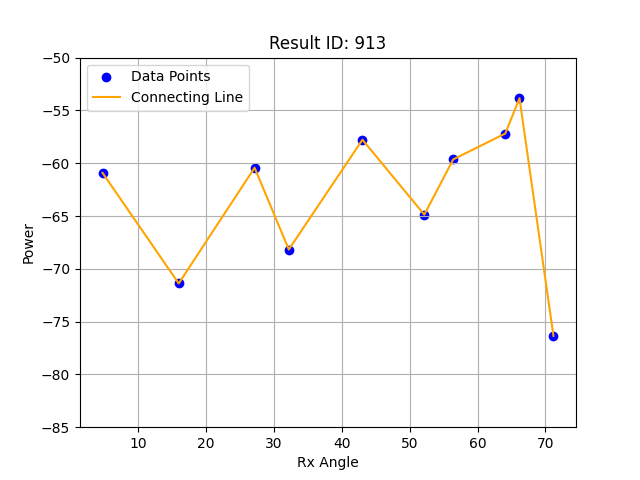 Result ID: 913
Data Points
Connecting Line
−50
−55
−60
−65
−70
−75
−80
−85
Power
10 20 30 40 50 60 70
Rx Angle